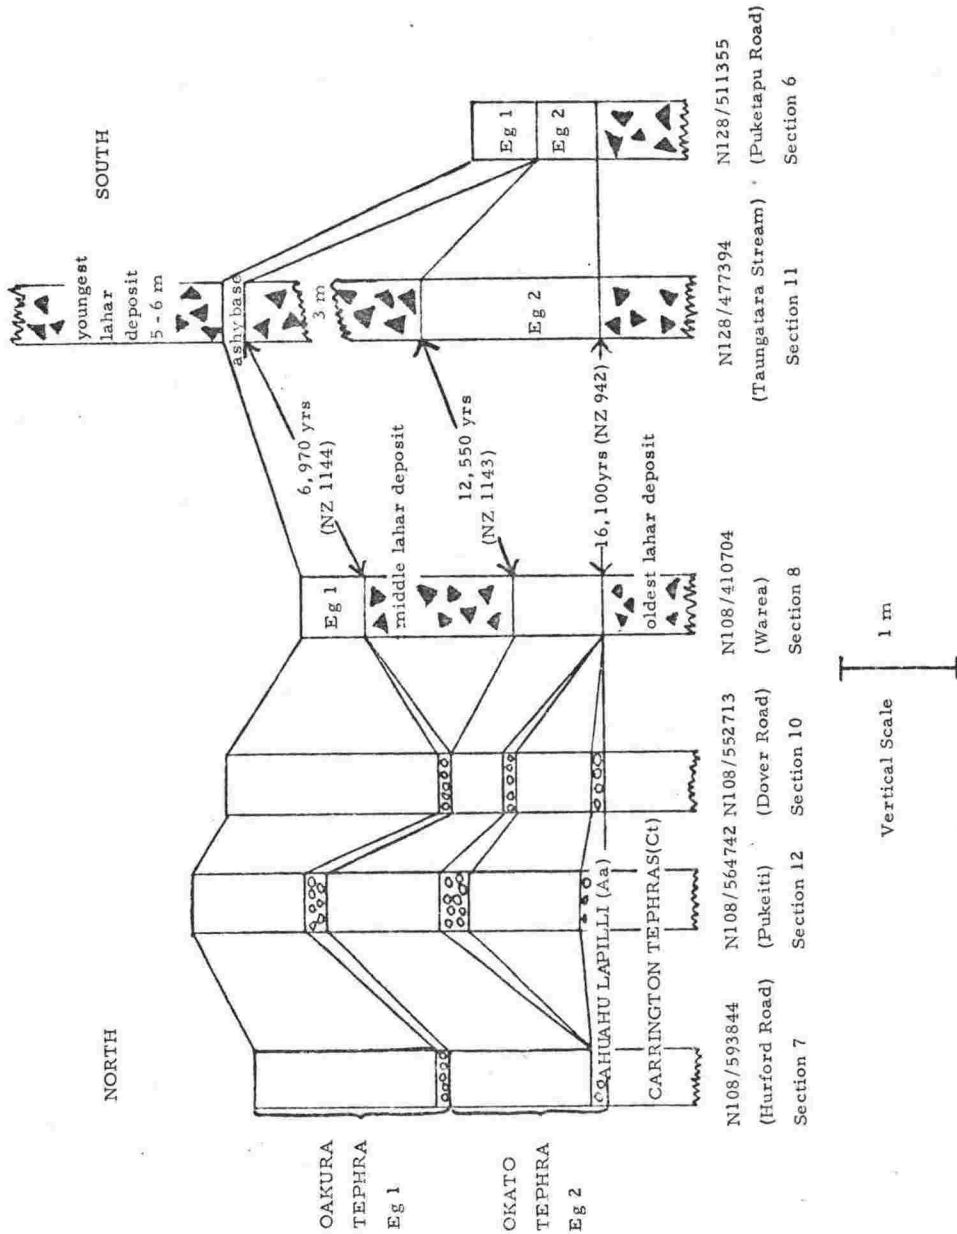 NORTH
SOUTH
OAKURA
TEPHRA
Eg 1
OKATO
TEPHRA
Eg 2
AHUAHU LAPILLI (Aa)
CARRINGTON TEPHRAS(Ct)
Eg 1
6,970 yrs
(NZ 1144)
middle lahar deposit
12,550 yrs
(NZ 1143)
16,100yrs (NZ 942)
oldest lahar deposit
youngest
lahar
deposit
5 - 6 m
ashy base
3 m
Eg 2
Eg 1
Eg 2
N108/593844
(Hurford Road)
Section 7
N108/564742
(Pukeiti)
Section 12
N108/552713
(Dover Road)
Section 10
N108/410704
(Warea)
Section 8
N128/477394
(Taungatara Stream)
Section 11
N128/511355
(Puketapu Road)
Section 6
Vertical Scale
1 m